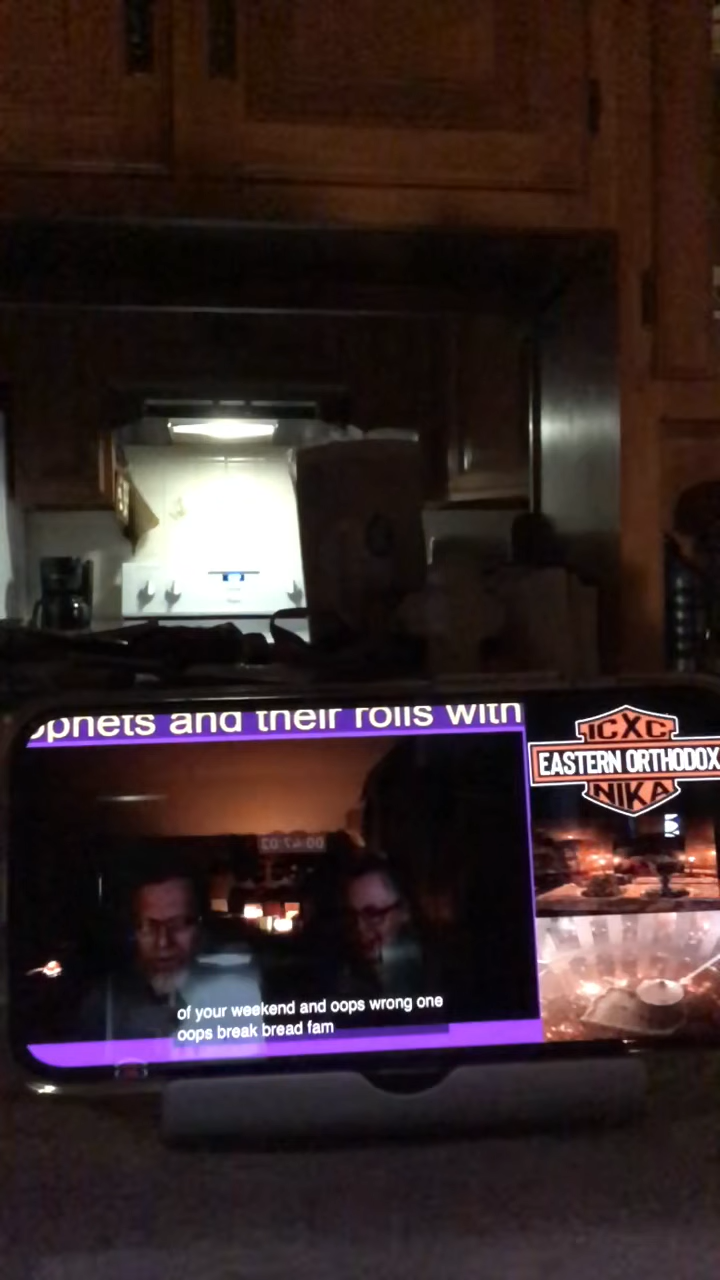 ophets and their rolls with
ICXC
EASTERN ORTHODOX
NIKA
of your weekend and oops wrong one
oops break bread fam